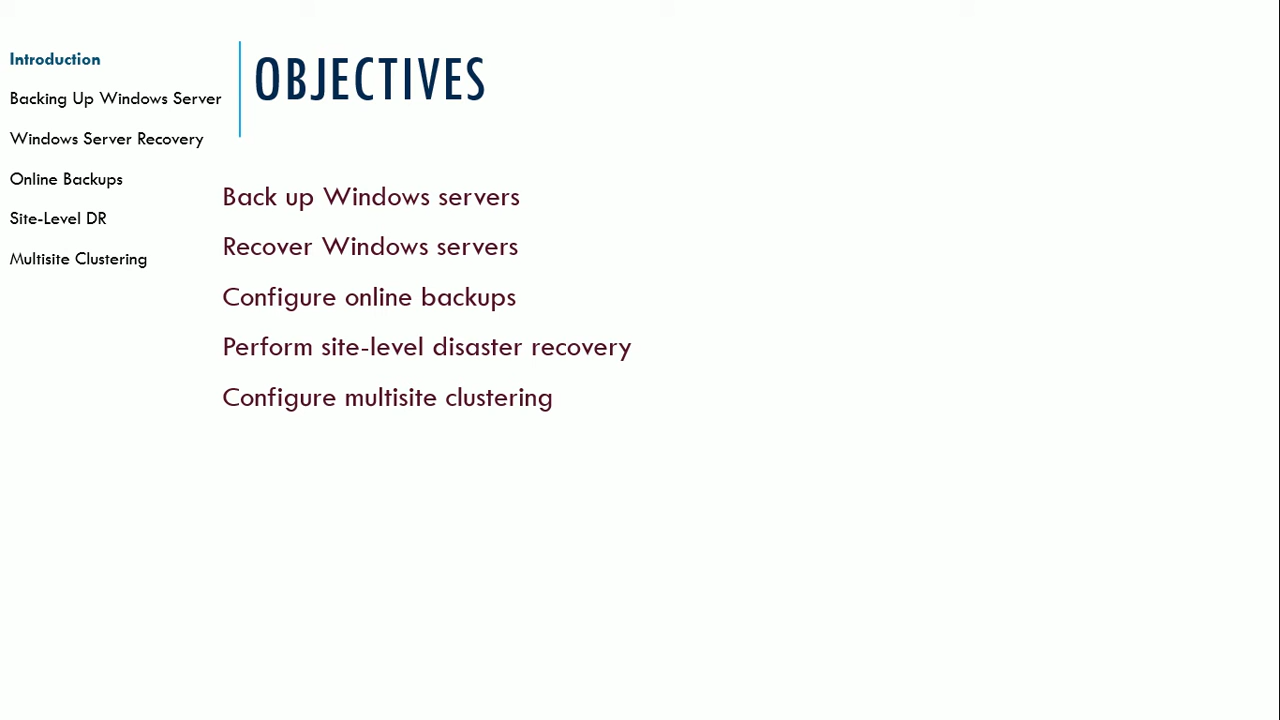 Introduction
Backing Up Windows Server
Windows Server Recovery
Online Backups
Site-Level DR
Multisite Clustering
OBJECTIVES
Back up Windows servers
Recover Windows servers
Configure online backups
Perform site-level disaster recovery
Configure multisite clustering